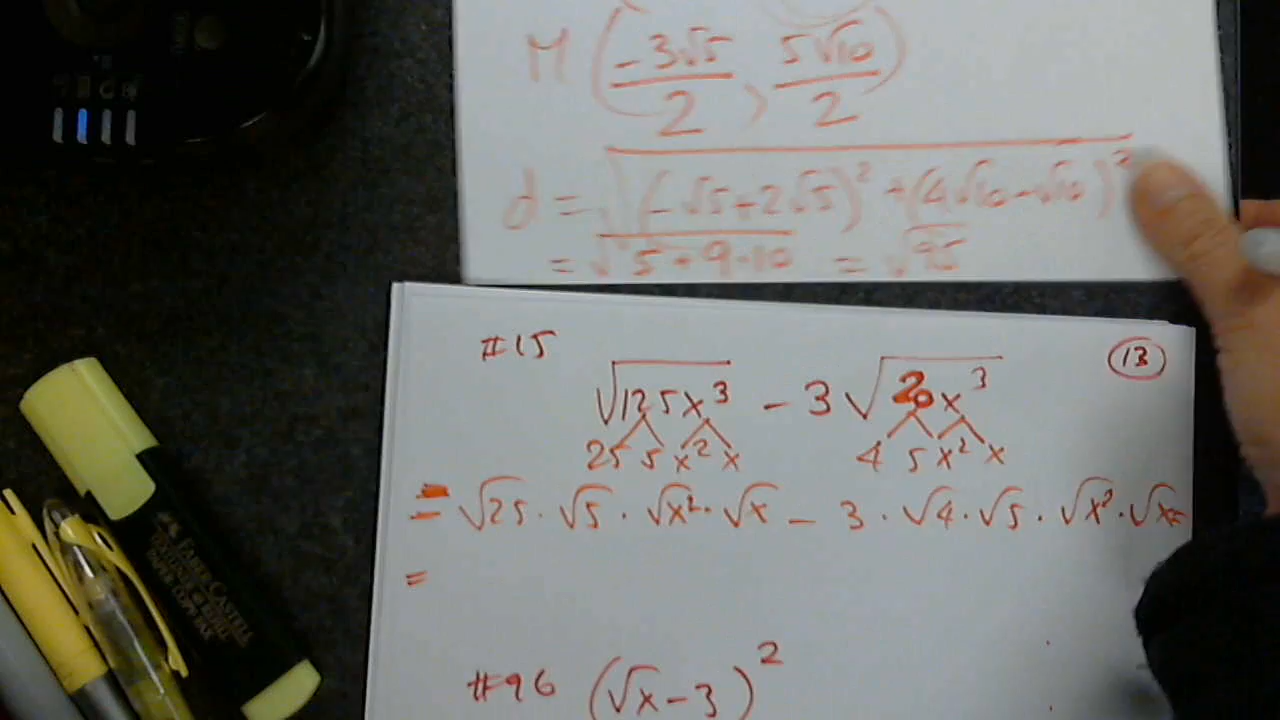 M (-3√5/2, 5√10/2)
d = √((-√5+2√5)² + (4√10-√10)²)
= √(5+9·10) = √95
#15
13
√(125x³) - 3√(20x³)
25 5 x² x 4 5 x² x
= √25 · √5 · √x² · √x - 3 · √4 · √5 · √x² · √x =
=
#96 (√x - 3)²
FABER-CASTELL